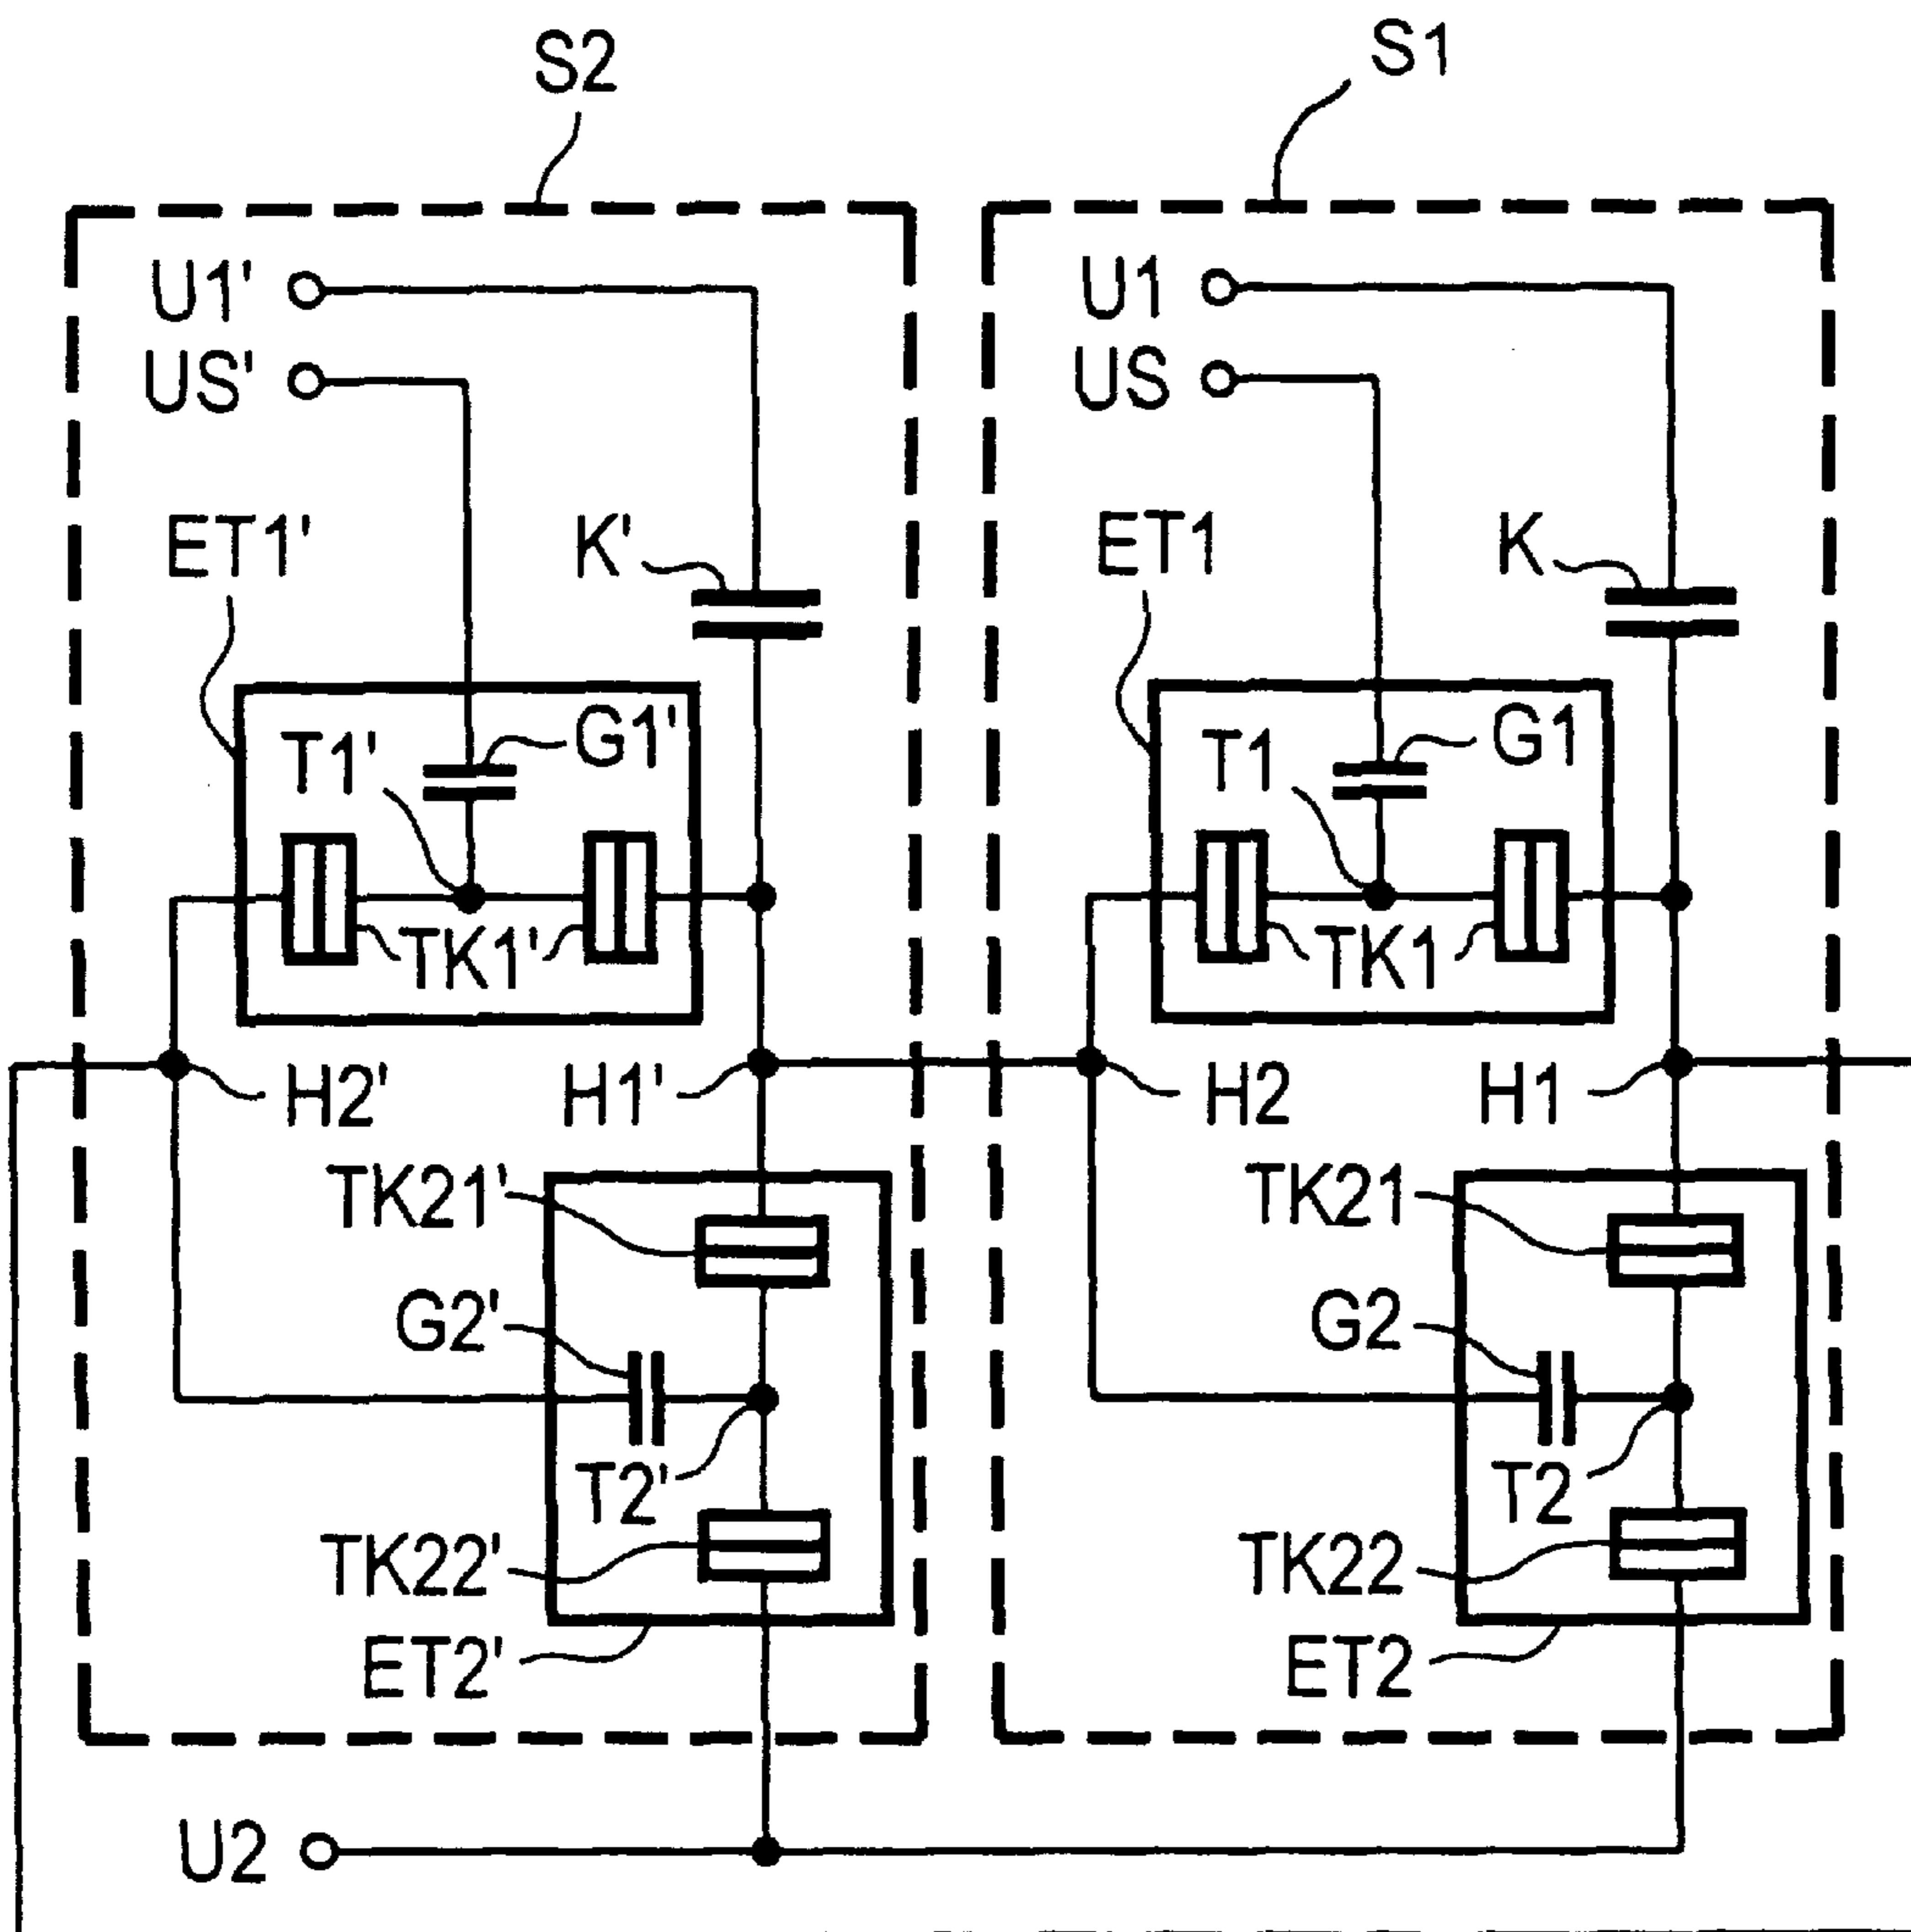 S2
S1
U1'
U1
US'
US
ET1'
K'
ET1
K
T1'
G1'
T1
G1
TK1'
TK1
H2'
H1'
H2
H1
TK21'
TK21
G2'
G2
T2'
T2
TK22'
TK22
ET2'
ET2
U2